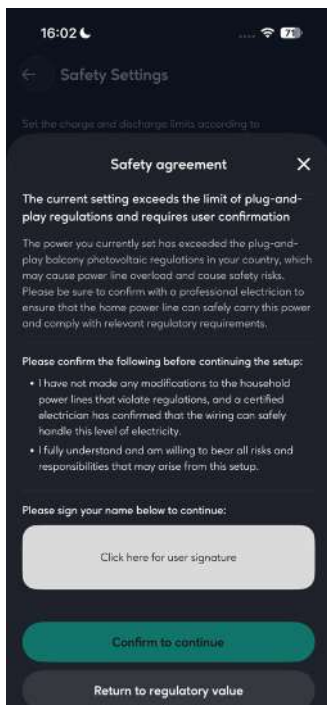 16:02
71
Safety Settings
Set the charge and discharge limits according to
Safety agreement
The current setting exceeds the limit of plug-and-
play regulations and requires user confirmation
The power you currently set has exceeded the plug-and-
play balcony photovoltaic regulations in your country, which
may cause power line overload and cause safety risks.
Please be sure to confirm with a professional electrician to
ensure that the home power line can safely carry this power
and comply with relevant regulatory requirements.
Please confirm the following before continuing the setup:
• I have not made any modifications to the household
power lines that violate regulations, and a certified
electrician has confirmed that the wiring can safely
handle this level of electricity.
• I fully understand and am willing to bear all risks and
responsibilities that may arise from this setup.
Please sign your name below to continue:
Click here for user signature
Confirm to continue
Return to regulatory value